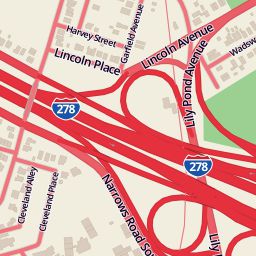 Harvey Street
Garfield Avenue
Lincoln Avenue
Lincoln Place
Lily Pond Avenue
278
278
Cleveland Alley
Cleveland Place
Narrows Road